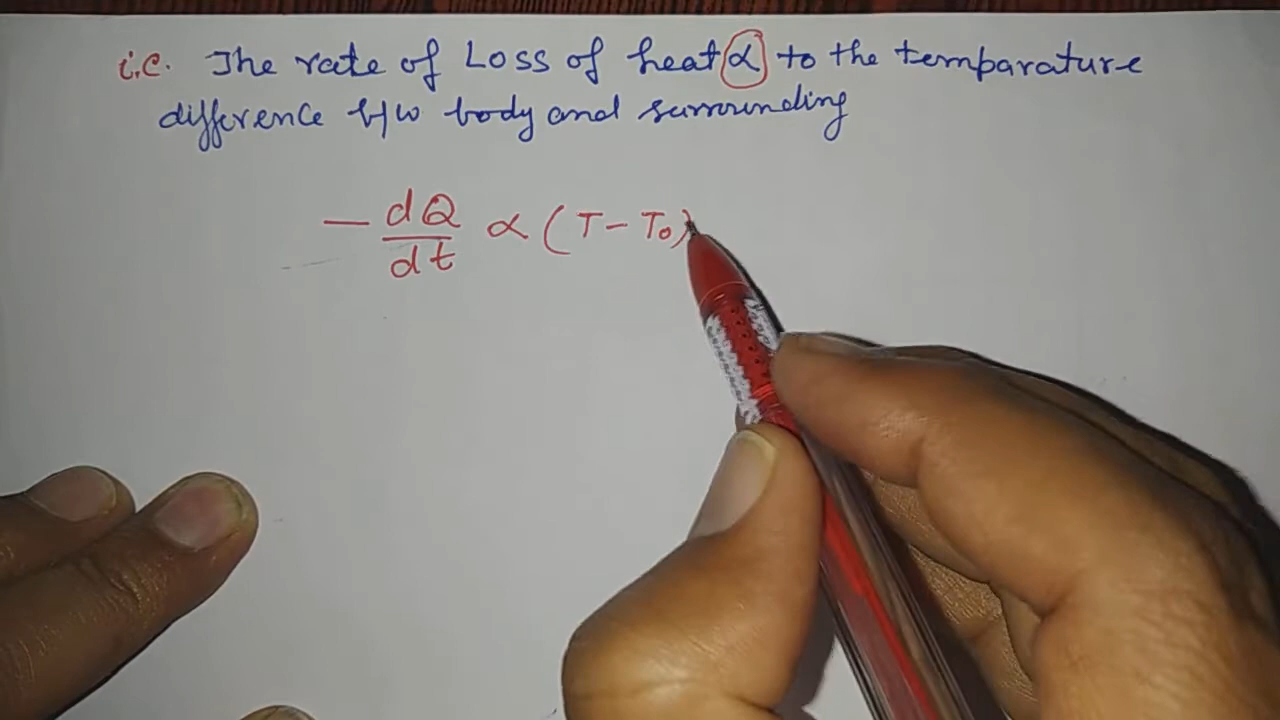 i.e. The rate of Loss of heat ∝ to the temparature
difference b/w body and surrounding
- dQ/dt ∝ (T - T₀)